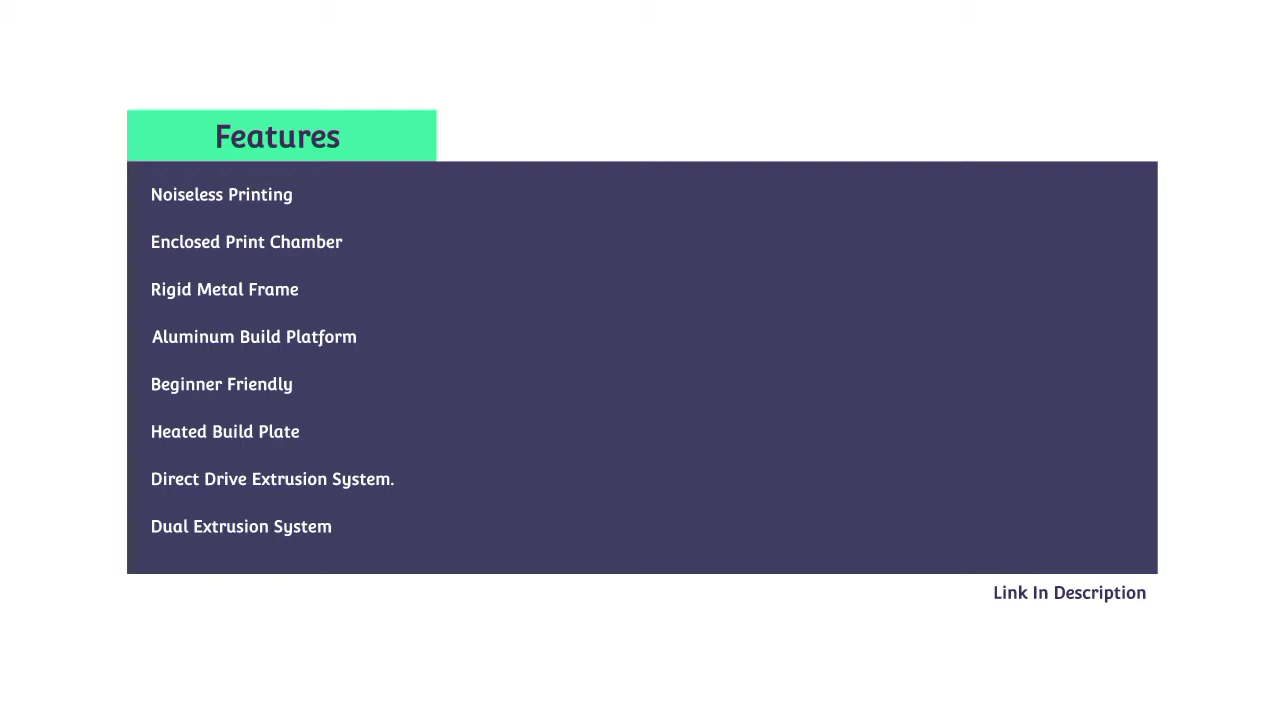 Features
Noiseless Printing
Enclosed Print Chamber
Rigid Metal Frame
Aluminum Build Platform
Beginner Friendly
Heated Build Plate
Direct Drive Extrusion System.
Dual Extrusion System
Link In Description